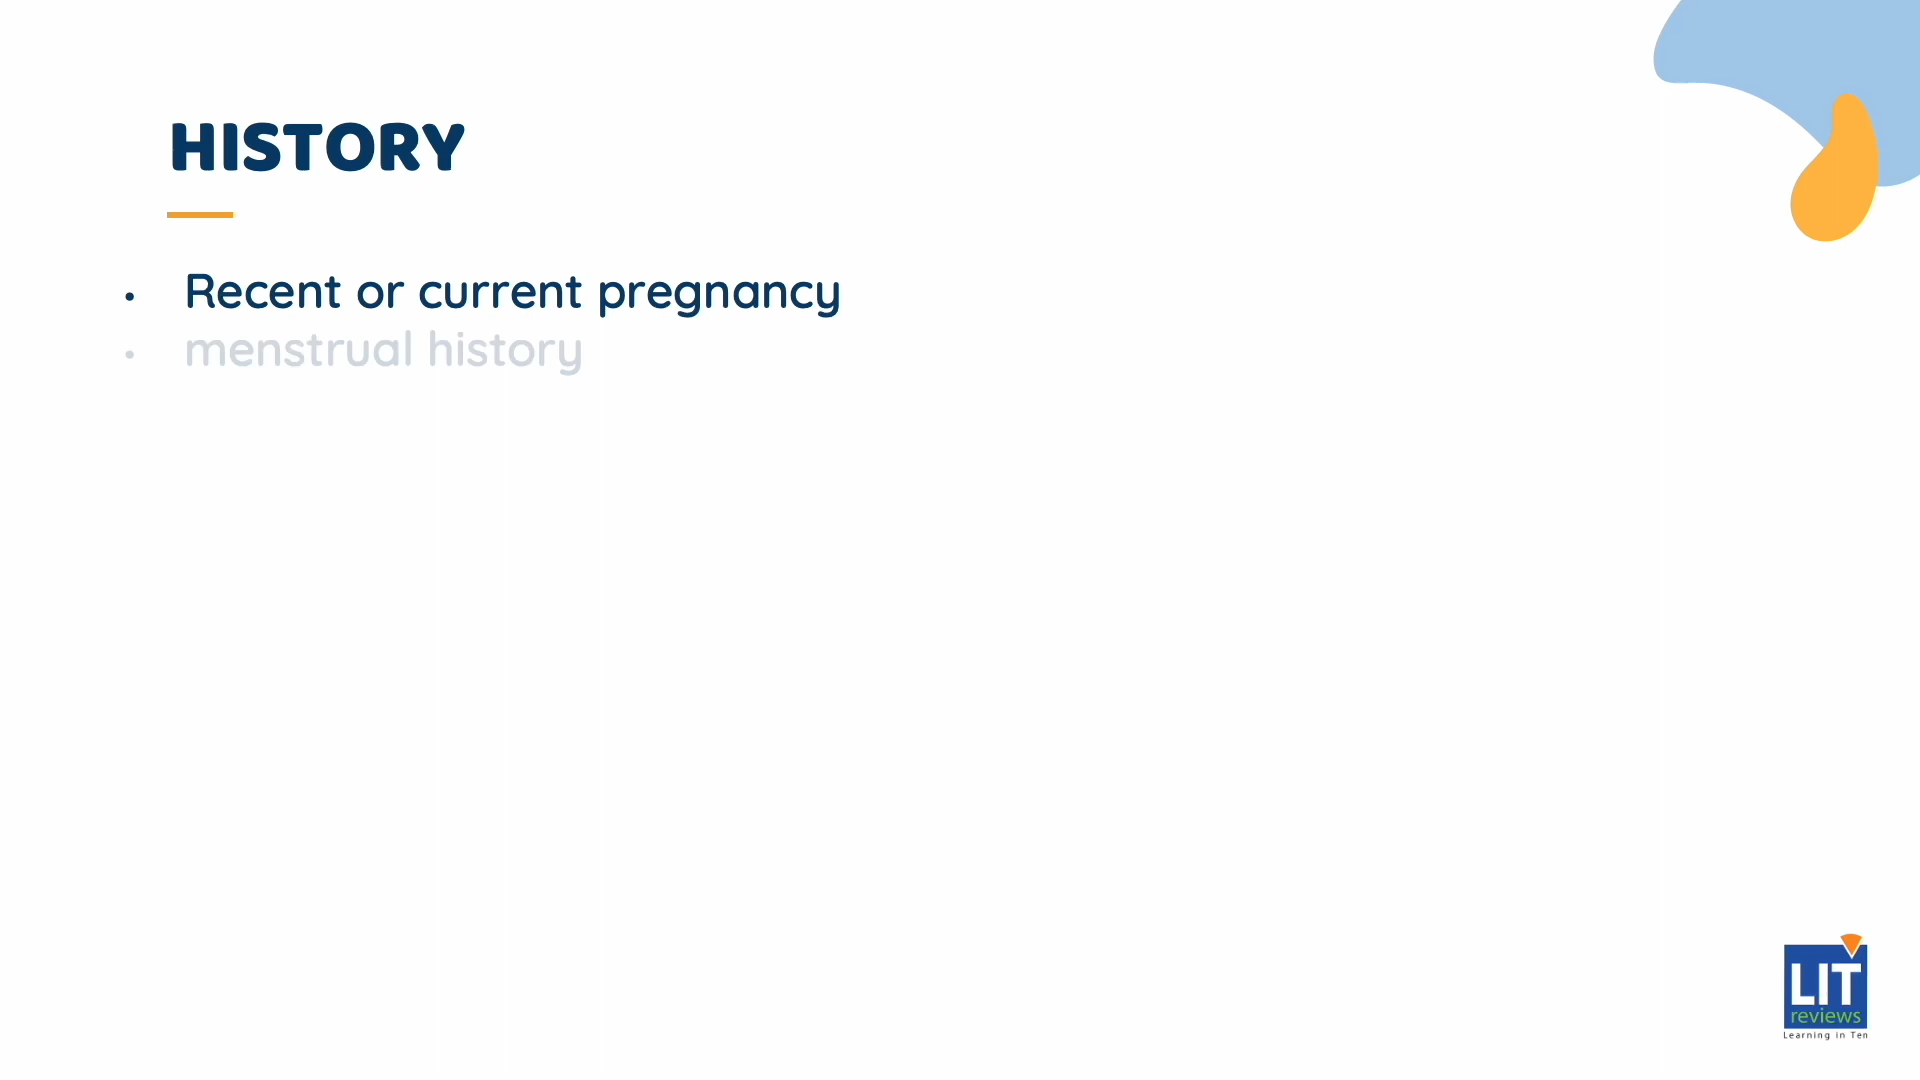 HISTORY
• Recent or current pregnancy
• menstrual history
LIT
reviews
Learning in Ten